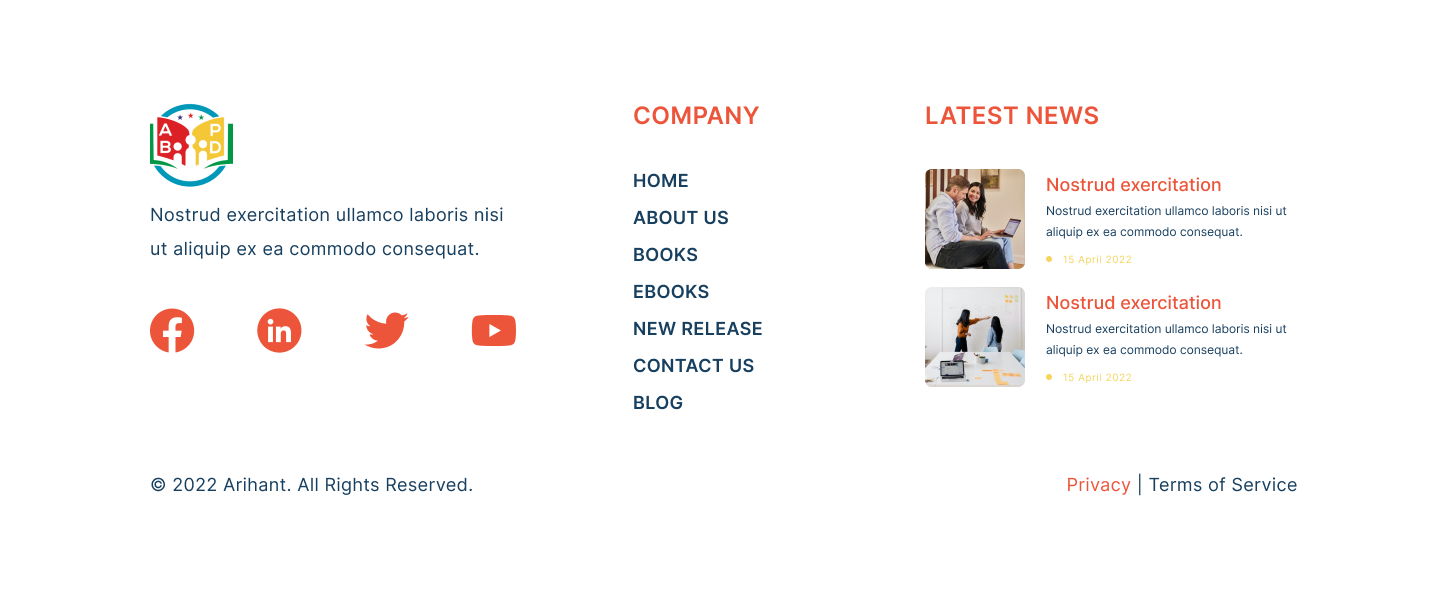 A P
B D
Nostrud exercitation ullamco laboris nisi
ut aliquip ex ea commodo consequat.
COMPANY
HOME
ABOUT US
BOOKS
EBOOKS
NEW RELEASE
CONTACT US
BLOG
LATEST NEWS
Nostrud exercitation
Nostrud exercitation ullamco laboris nisi ut
aliquip ex ea commodo consequat.
15 April 2022
Nostrud exercitation
Nostrud exercitation ullamco laboris nisi ut
aliquip ex ea commodo consequat.
15 April 2022
© 2022 Arihant. All Rights Reserved.
Privacy | Terms of Service